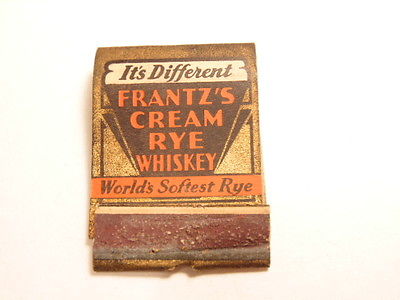 It's Different
FRANTZ'S
CREAM
RYE
WHISKEY
World's Softest Rye